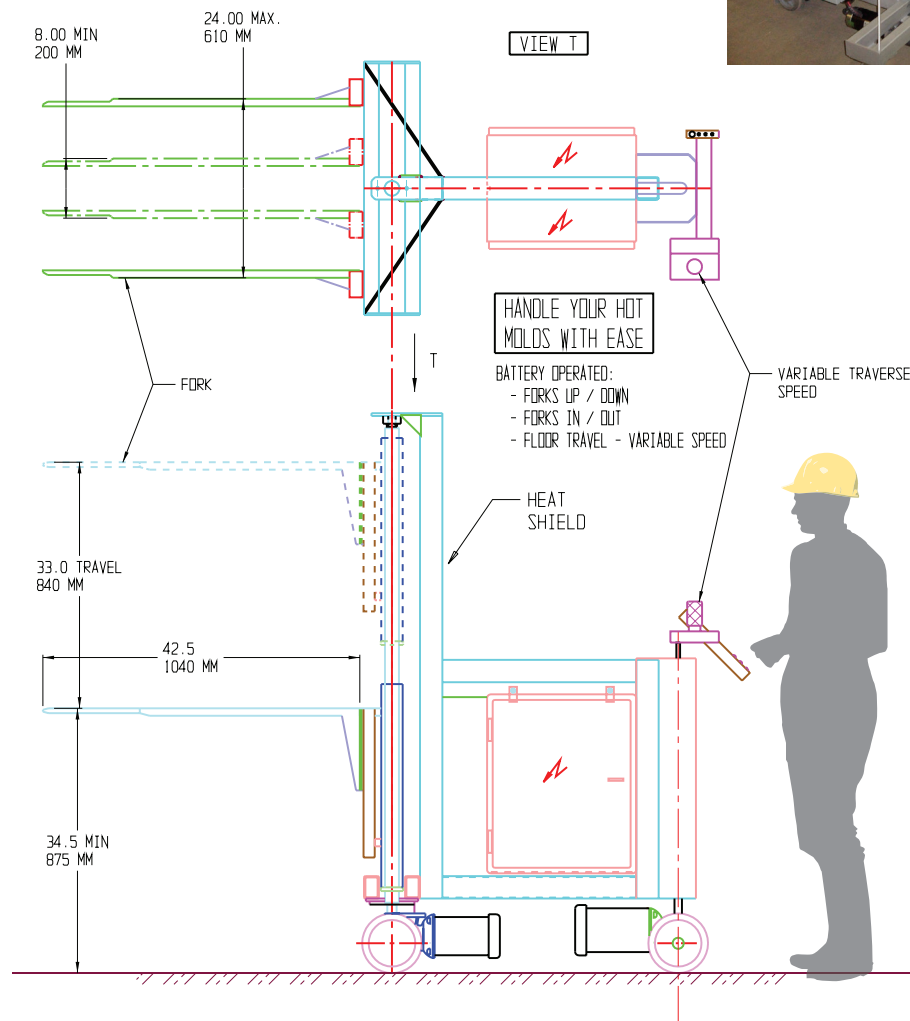 24.00 MAX.
610 MM
8.00 MIN
200 MM
VIEW T
HANDLE YOUR HOT
MOLDS WITH EASE
T
BATTERY OPERATED:
- FORKS UP / DOWN
- FORKS IN / OUT
- FLOOR TRAVEL - VARIABLE SPEED
FORK
VARIABLE TRAVERSE
SPEED
HEAT
SHIELD
33.0 TRAVEL
840 MM
42.5
1040 MM
34.5 MIN
875 MM